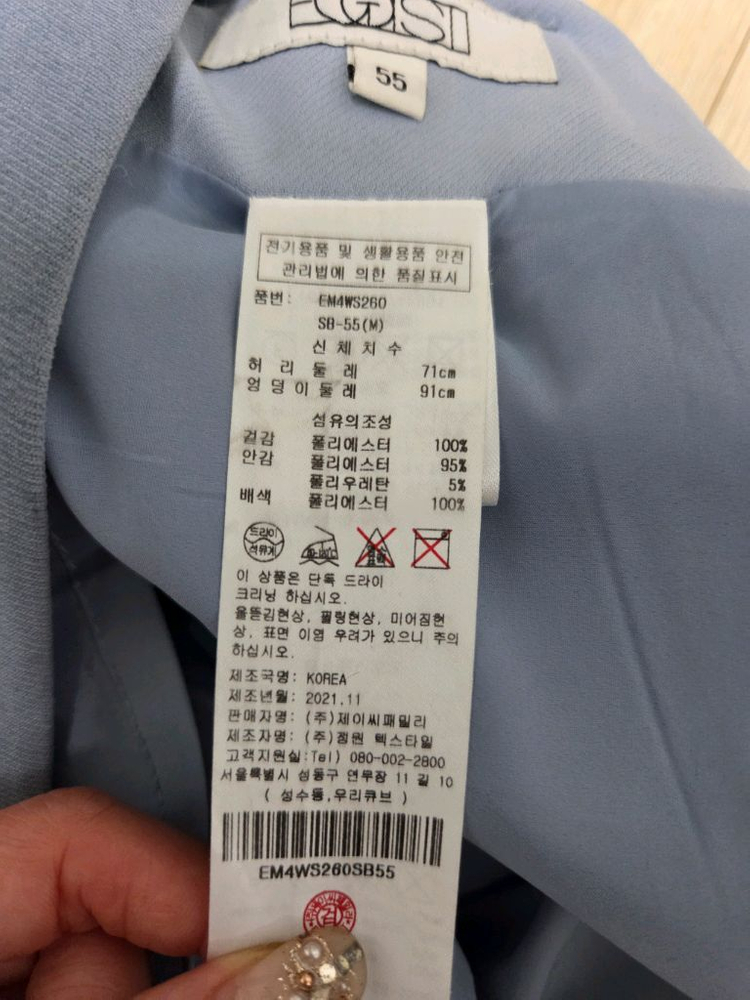 EGGISI
55
전기용품 및 생활용품 안전
관리법에 의한 품질표시
품번: EM4WS260
SB-55(M)
신체치수
허리둘레 71cm
엉덩이둘레 91cm
섬유의조성
겉감 폴리에스터 100%
안감 폴리에스터 95%
폴리우레탄 5%
배색 폴리에스터 100%
드라이
석유계
이 상품은 단독 드라이
크리닝 하십시오.
올뜯김현상, 필링현상, 미어짐현
상, 표면 이염 우려가 있으니 주의
하십시오.
제조국명: KOREA
제조년월: 2021.11
판매자명: (주)제이씨패밀리
제조자명: (주)정원 텍스타일
고객지원실:Tel) 080-002-2800
서울특별시 성동구 연무장 11 길 10
( 성수동,우리큐브 )
EM4WS260SB55